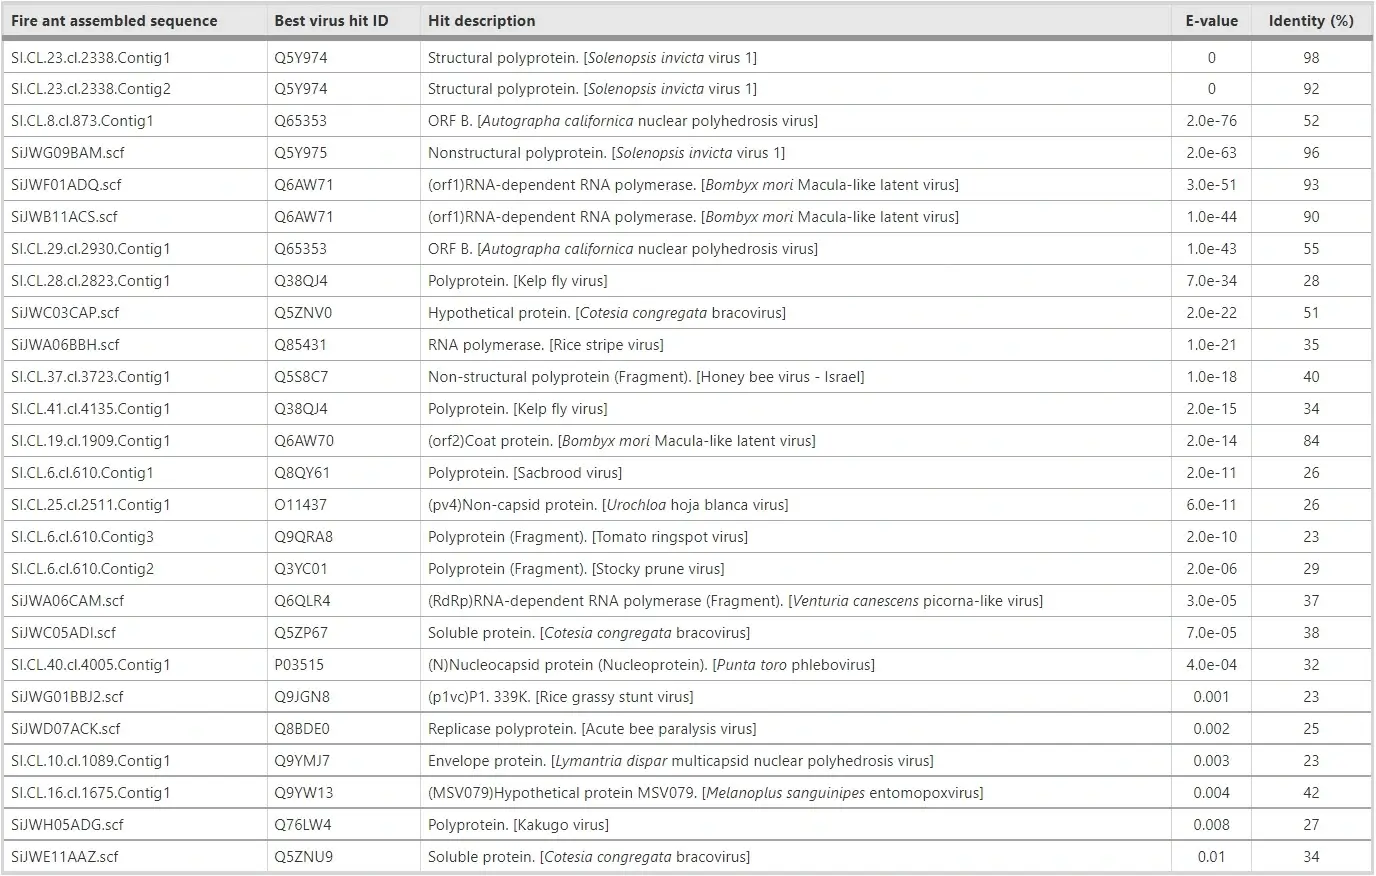 Fire ant assembled sequence Best virus hit ID Hit description E-value Identity (%)
SI.CL.23.cl.2338.Contig1 Q5Y974 Structural polyprotein. [Solenopsis invicta virus 1] 0 98
SI.CL.23.cl.2338.Contig2 Q5Y974 Structural polyprotein. [Solenopsis invicta virus 1] 0 92
SI.CL.8.cl.873.Contig1 Q65353 ORF B. [Autographa californica nuclear polyhedrosis virus] 2.0e-76 52
SiJWG09BAM.scf Q5Y975 Nonstructural polyprotein. [Solenopsis invicta virus 1] 2.0e-63 96
SiJWF01ADQ.scf Q6AW71 (orf1)RNA-dependent RNA polymerase. [Bombyx mori Macula-like latent virus] 3.0e-51 93
SiJWB11ACS.scf Q6AW71 (orf1)RNA-dependent RNA polymerase. [Bombyx mori Macula-like latent virus] 1.0e-44 90
SI.CL.29.cl.2930.Contig1 Q65353 ORF B. [Autographa californica nuclear polyhedrosis virus] 1.0e-43 55
SI.CL.28.cl.2823.Contig1 Q38QJ4 Polyprotein. [Kelp fly virus] 7.0e-34 28
SiJWC03CAP.scf Q5ZNV0 Hypothetical protein. [Cotesia congregata bracovirus] 2.0e-22 51
SiJWA06BBH.scf Q85431 RNA polymerase. [Rice stripe virus] 1.0e-21 35
SI.CL.37.cl.3723.Contig1 Q5S8C7 Non-structural polyprotein (Fragment). [Honey bee virus - Israel] 1.0e-18 40
SI.CL.41.cl.4135.Contig1 Q38QJ4 Polyprotein. [Kelp fly virus] 2.0e-15 34
SI.CL.19.cl.1909.Contig1 Q6AW70 (orf2)Coat protein. [Bombyx mori Macula-like latent virus] 2.0e-14 84
SI.CL.6.cl.610.Contig1 Q8QY61 Polyprotein. [Sacbrood virus] 2.0e-11 26
SI.CL.25.cl.2511.Contig1 O11437 (pv4)Non-capsid protein. [Urochloa hoja blanca virus] 6.0e-11 26
SI.CL.6.cl.610.Contig3 Q9QRA8 Polyprotein (Fragment). [Tomato ringspot virus] 2.0e-10 23
SI.CL.6.cl.610.Contig2 Q3YC01 Polyprotein (Fragment). [Stocky prune virus] 2.0e-06 29
SiJWA06CAM.scf Q6QLR4 (RdRp)RNA-dependent RNA polymerase (Fragment). [Venturia canescens picorna-like virus] 3.0e-05 37
SiJWC05ADI.scf Q5ZP67 Soluble protein. [Cotesia congregata bracovirus] 7.0e-05 38
SI.CL.40.cl.4005.Contig1 P03515 (N)Nucleocapsid protein (Nucleoprotein). [Punta toro phlebovirus] 4.0e-04 32
SiJWG01BBJ2.scf Q9JGN8 (p1vc)P1. 339K. [Rice grassy stunt virus] 0.001 23
SiJWD07ACK.scf Q8BDE0 Replicase polyprotein. [Acute bee paralysis virus] 0.002 25
SI.CL.10.cl.1089.Contig1 Q9YMJ7 Envelope protein. [Lymantria dispar multicapsid nuclear polyhedrosis virus] 0.003 23
SI.CL.16.cl.1675.Contig1 Q9YW13 (MSV079)Hypothetical protein MSV079. [Melanoplus sanguinipes entomopoxvirus] 0.004 42
SiJWH05ADG.scf Q76LW4 Polyprotein. [Kakugo virus] 0.008 27
SiJWE11AAZ.scf Q5ZNU9 Soluble protein. [Cotesia congregata bracovirus] 0.01 34